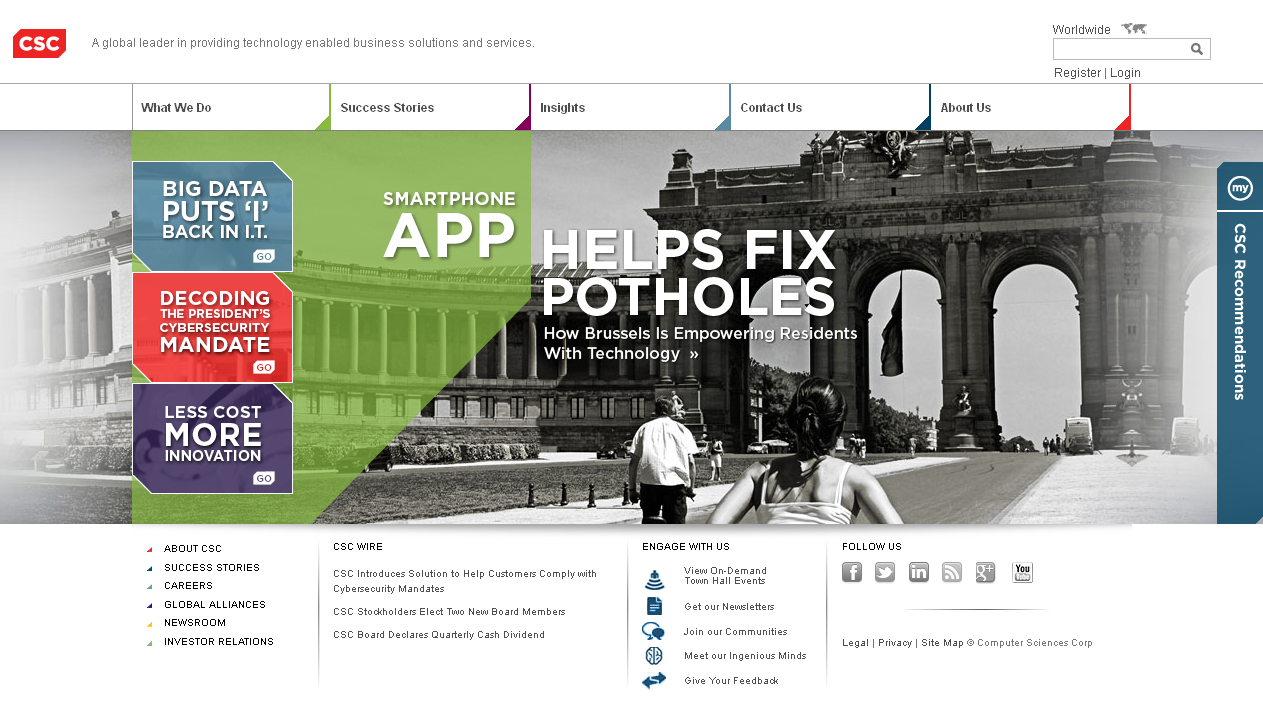 CSC
A global leader in providing technology enabled business solutions and services.
Worldwide
Register | Login
What We Do
Success Stories
Insights
Contact Us
About Us
BIG DATA
PUTS ‘I’
BACK IN I.T.
GO
DECODING
THE PRESIDENT'S
CYBERSECURITY
MANDATE
GO
LESS COST
MORE
INNOVATION
GO
SMARTPHONE
APP
HELPS FIX
POTHOLES
How Brussels Is Empowering Residents
With Technology »
my
CSC Recommendations
ABOUT CSC
SUCCESS STORIES
CAREERS
GLOBAL ALLIANCES
NEWSROOM
INVESTOR RELATIONS
CSC WIRE
CSC Introduces Solution to Help Customers Comply with
Cybersecurity Mandates
CSC Stockholders Elect Two New Board Members
CSC Board Declares Quarterly Cash Dividend
ENGAGE WITH US
View On-Demand
Town Hall Events
Get our Newsletters
Join our Communities
Meet our Ingenious Minds
Give Your Feedback
FOLLOW US
f
in
g+
You Tube
Legal | Privacy | Site Map © Computer Sciences Corp